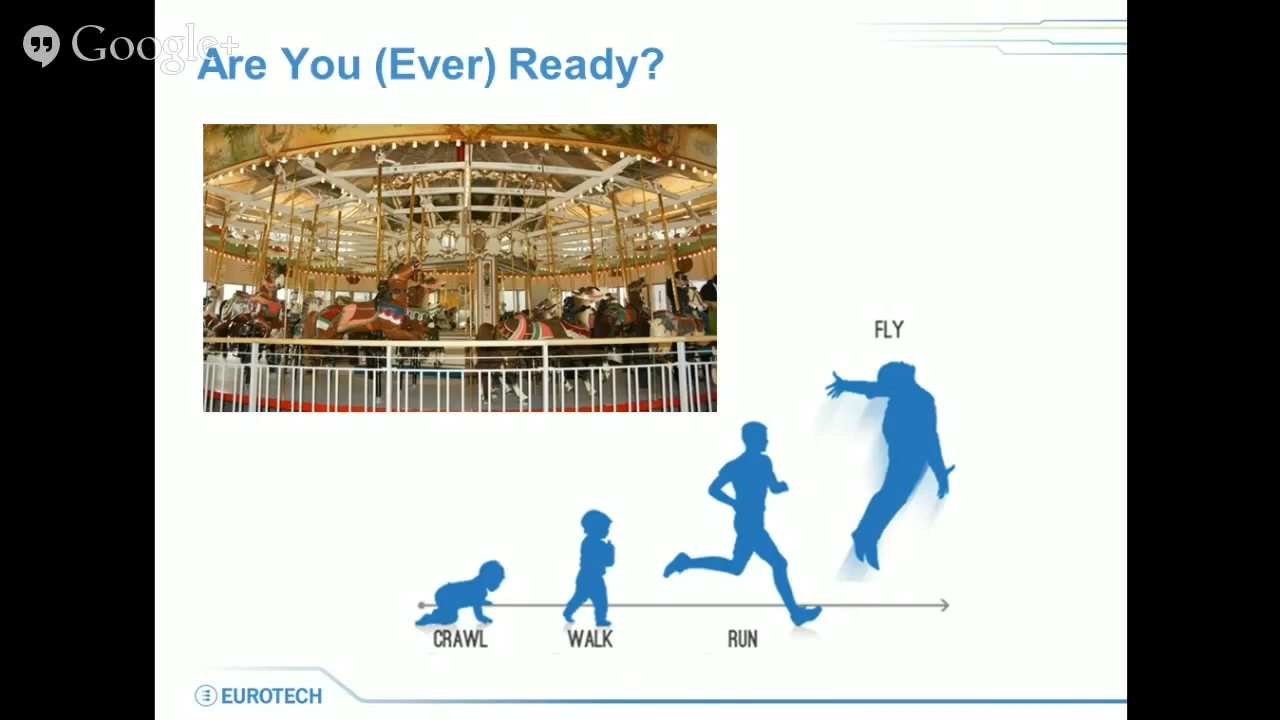 Google+
Are You (Ever) Ready?
FLY
CRAWL
WALK
RUN
EUROTECH